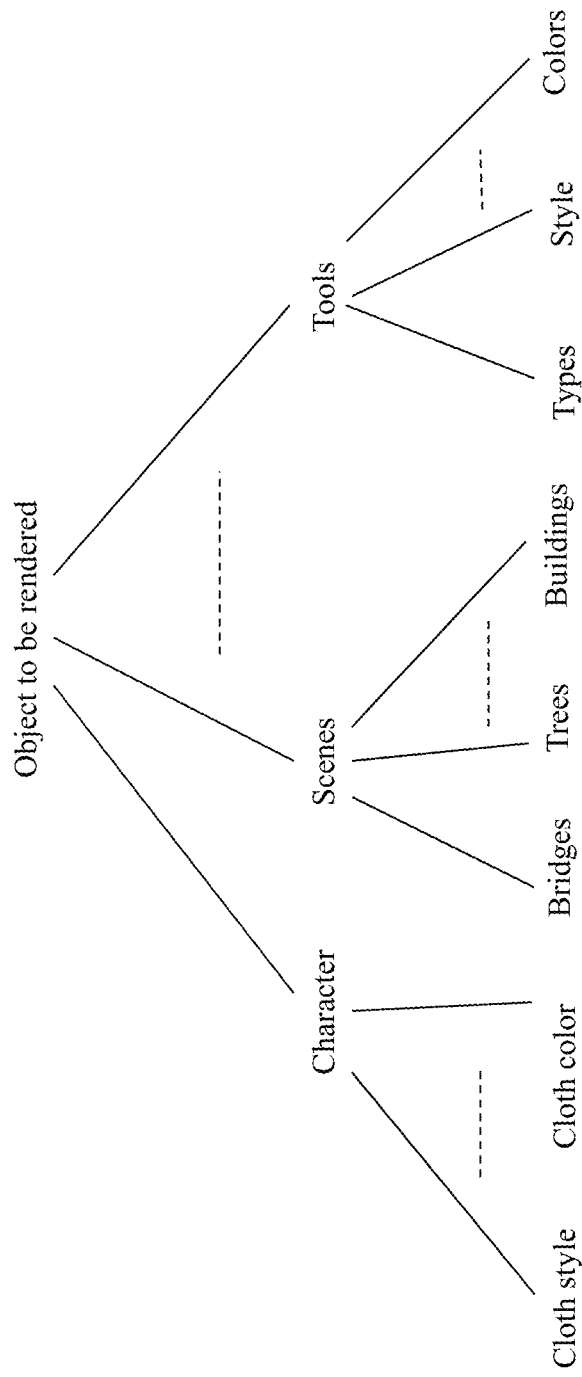 Object to be rendered
Character
Scenes
Tools
Cloth style
Cloth color
Bridges
Trees
Buildings
Types
Style
Colors